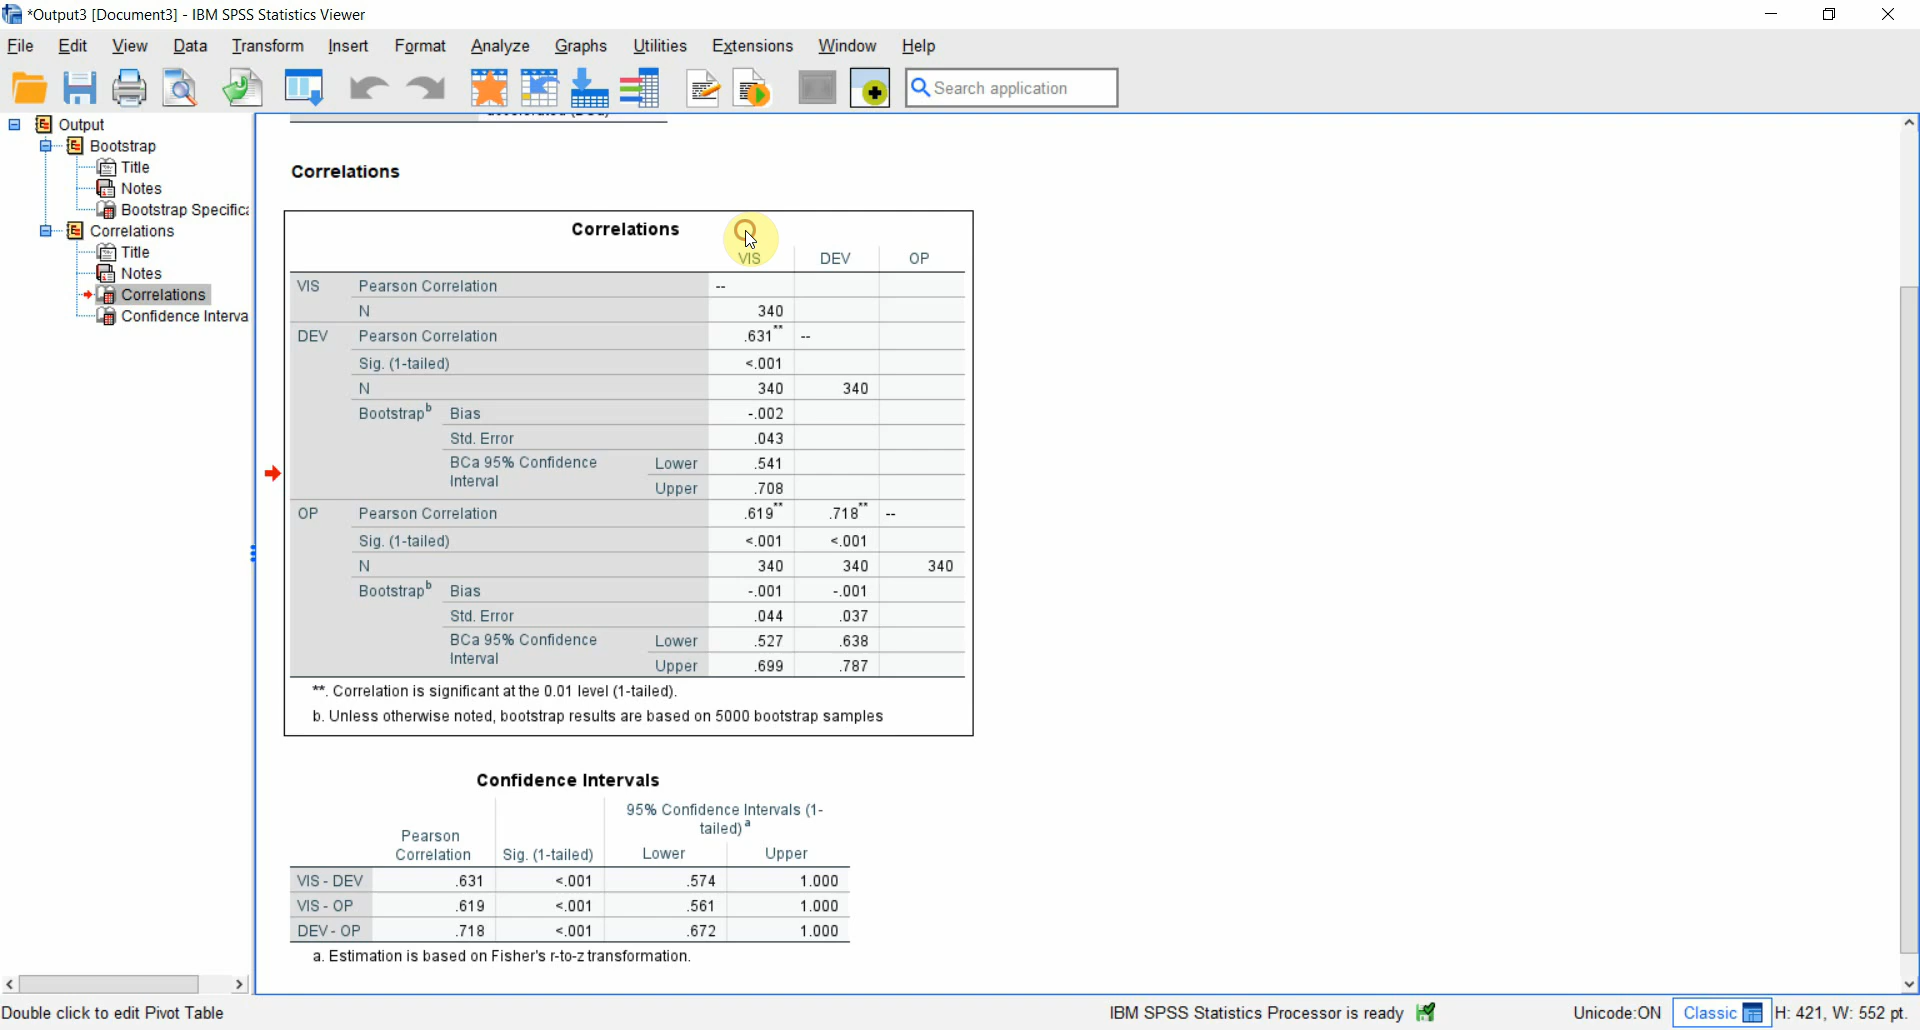 *Output3 [Document3] - IBM SPSS Statistics Viewer
File Edit View Data Transform Insert Format Analyze Graphs Utilities Extensions Window Help
Search application
Output
Bootstrap
Title
Notes
Bootstrap Specific
Correlations
Title
Notes
Correlations
Confidence Interva
Correlations
Correlations
VIS DEV OP
VIS Pearson Correlation --
N 340
DEV Pearson Correlation .631** --
Sig. (1-tailed) <.001
N 340 340
Bootstrap^b Bias -.002
Std. Error .043
BCa 95% Confidence Interval Lower .541
Upper .708
OP Pearson Correlation .619** .718** --
Sig. (1-tailed) <.001 <.001
N 340 340 340
Bootstrap^b Bias -.001 -.001
Std. Error .044 .037
BCa 95% Confidence Interval Lower .527 .638
Upper .699 .787
**. Correlation is significant at the 0.01 level (1-tailed).
b. Unless otherwise noted, bootstrap results are based on 5000 bootstrap samples
Confidence Intervals
95% Confidence Intervals (1-
tailed)^a
Pearson
Correlation Sig. (1-tailed) Lower Upper
VIS - DEV .631 <.001 .574 1.000
VIS - OP .619 <.001 .561 1.000
DEV - OP .718 <.001 .672 1.000
a. Estimation is based on Fisher's r-to-z transformation.
Double click to edit Pivot Table
IBM SPSS Statistics Processor is ready Unicode:ON Classic H: 421, W: 552 pt.